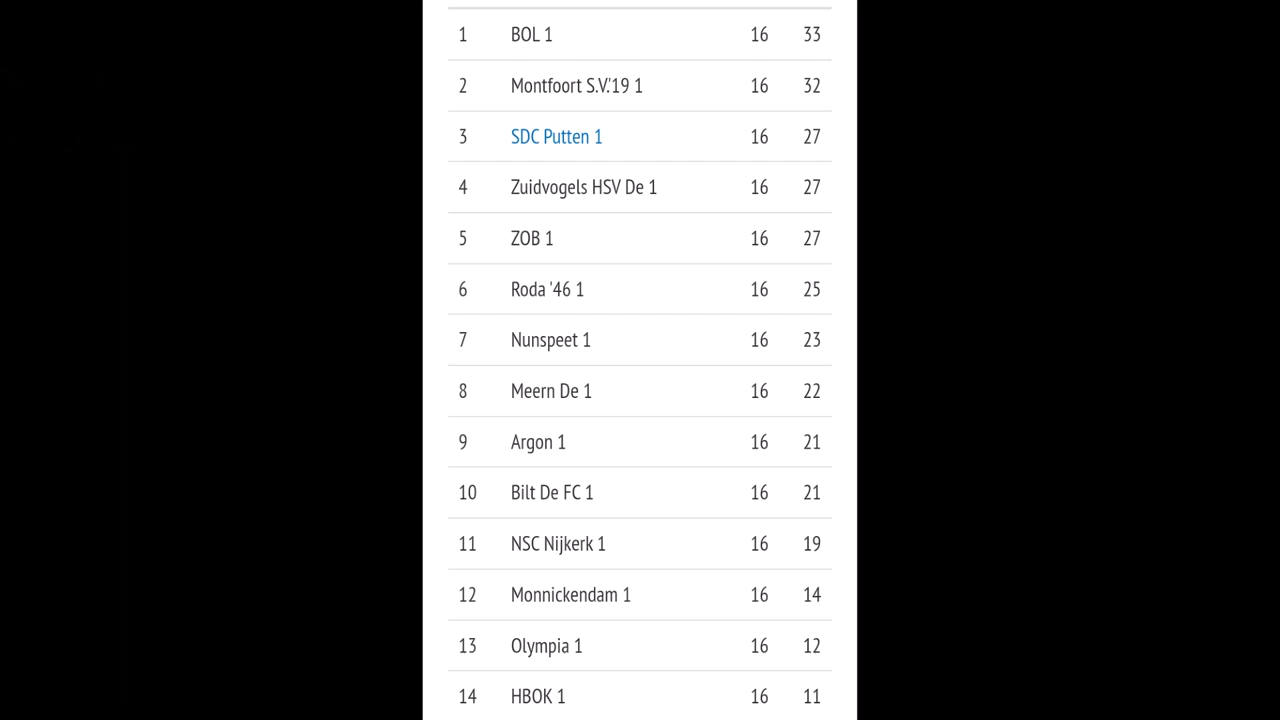 1 BOL 1 16 33
2 Montfoort S.V.'19 1 16 32
3 SDC Putten 1 16 27
4 Zuidvogels HSV De 1 16 27
5 ZOB 1 16 27
6 Roda '46 1 16 25
7 Nunspeet 1 16 23
8 Meern De 1 16 22
9 Argon 1 16 21
10 Bilt De FC 1 16 21
11 NSC Nijkerk 1 16 19
12 Monnickendam 1 16 14
13 Olympia 1 16 12
14 HBOK 1 16 11